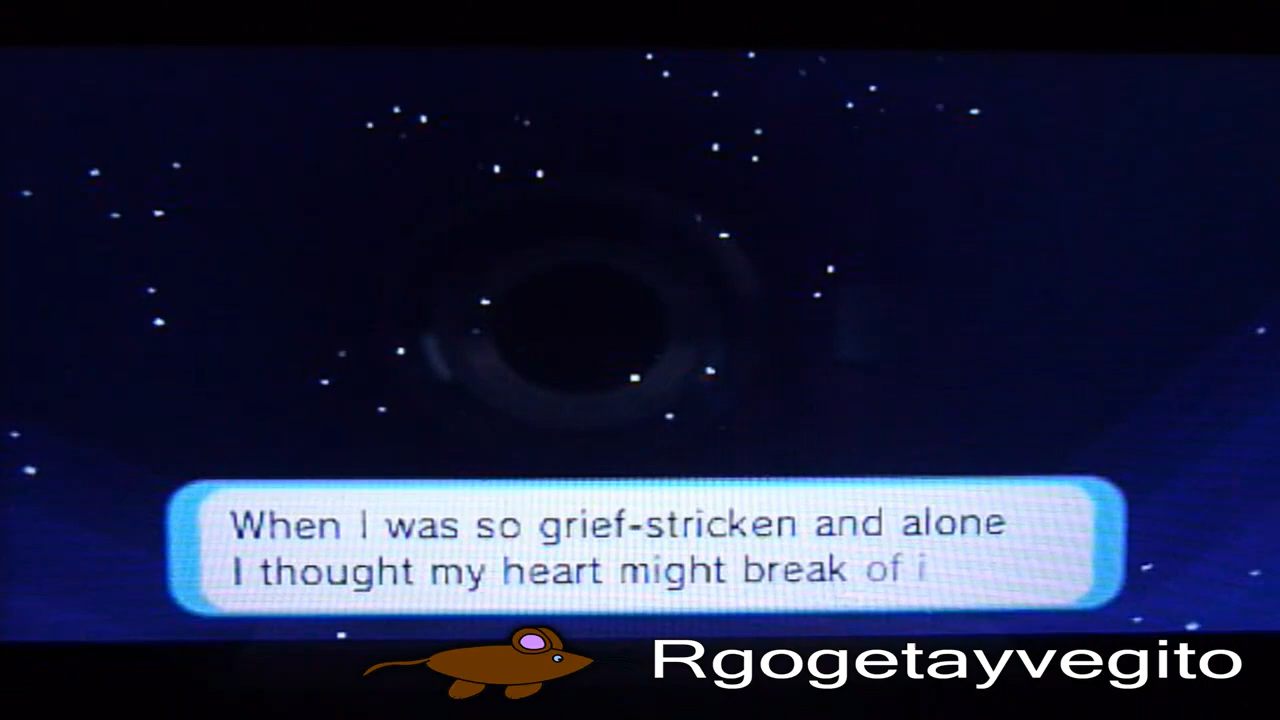 When I was so grief-stricken and alone
I thought my heart might break of i
Rgogetayvegito